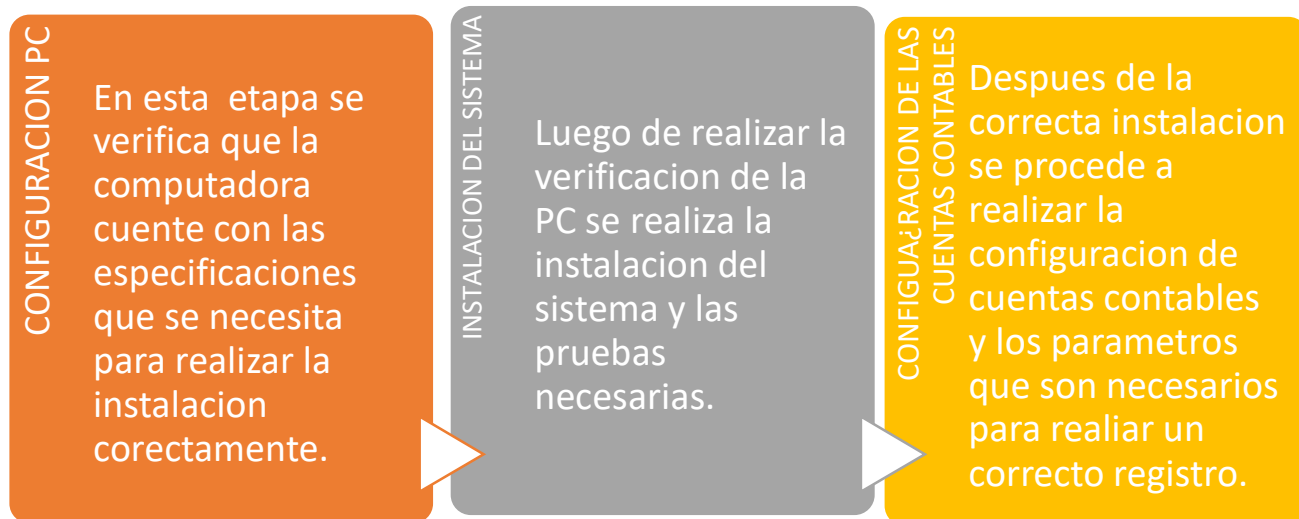 CONFIGURACION PC
En esta  etapa se
verifica que la
computadora
cuente con las
especificaciones
que se necesita
para realizar la
instalacion
corectamente.
INSTALACION DEL SISTEMA
Luego de realizar la
verificacion de la
PC se realiza la
instalacion del
sistema y las
pruebas
necesarias.
CONFIGUA¿RACION DE LAS
CUENTAS CONTABLES
Despues de la
correcta instalacion
se procede a
realizar la
configuracion de
cuentas contables
y los parametros
que son necesarios
para realiar un
correcto registro.